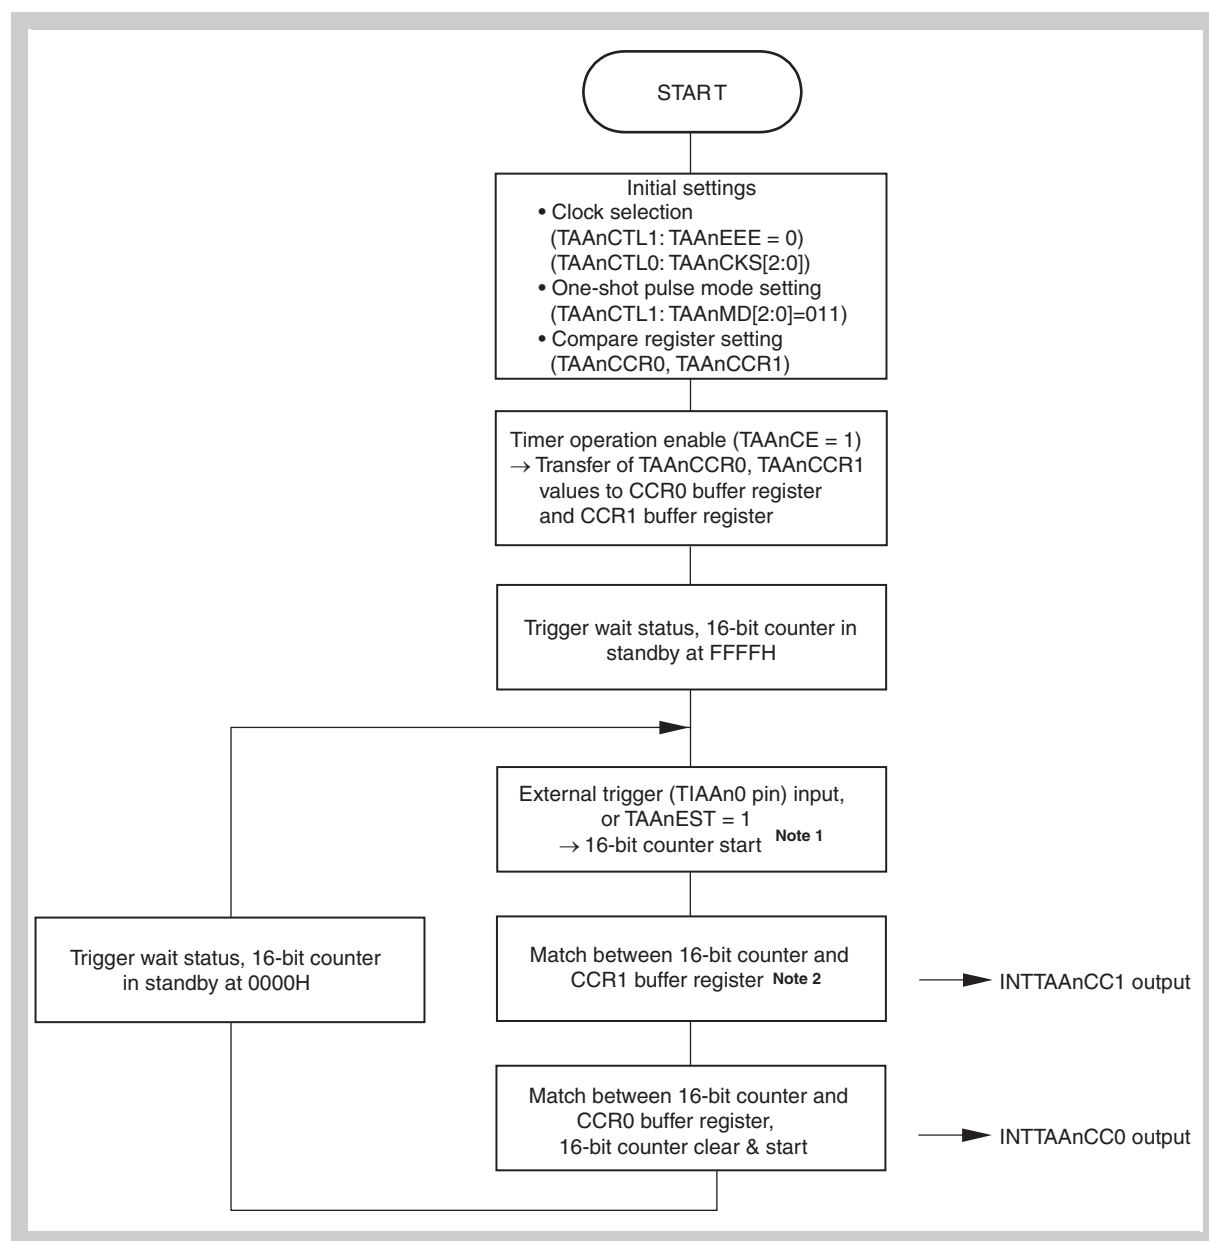 START
Initial settings
• Clock selection
(TAAnCTL1: TAAnEEE = 0)
(TAAnCTL0: TAAnCKS[2:0])
• One-shot pulse mode setting
(TAAnCTL1: TAAnMD[2:0]=011)
• Compare register setting
(TAAnCCR0, TAAnCCR1)
Timer operation enable (TAAnCE = 1)
→ Transfer of TAAnCCR0, TAAnCCR1
values to CCR0 buffer register
and CCR1 buffer register
Trigger wait status, 16-bit counter in
standby at FFFFH
External trigger (TIAAn0 pin) input,
or TAAnEST = 1
→ 16-bit counter start Note 1
Trigger wait status, 16-bit counter
in standby at 0000H
Match between 16-bit counter and
CCR1 buffer register Note 2
INTTAAnCC1 output
Match between 16-bit counter and
CCR0 buffer register,
16-bit counter clear & start
INTTAAnCC0 output